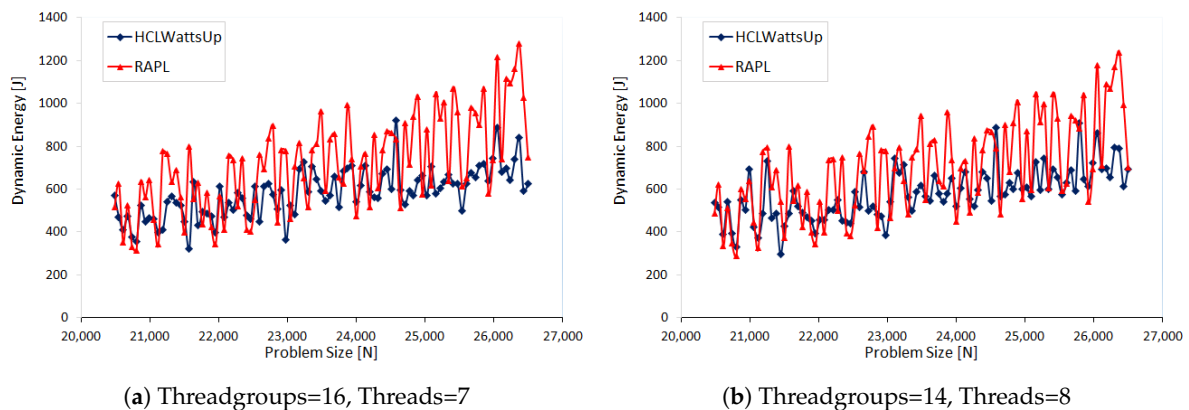 1400
1200
1000
800
600
400
200
0
Dynamic Energy [J]
HCLWattsUp
RAPL
20,000 21,000 22,000 23,000 24,000 25,000 26,000 27,000
Problem Size [N]
(a) Threadgroups=16, Threads=7
1400
1200
1000
800
600
400
200
0
Dynamic Energy [J]
HCLWattsUp
RAPL
20,000 21,000 22,000 23,000 24,000 25,000 26,000 27,000
Problem Size [N]
(b) Threadgroups=14, Threads=8